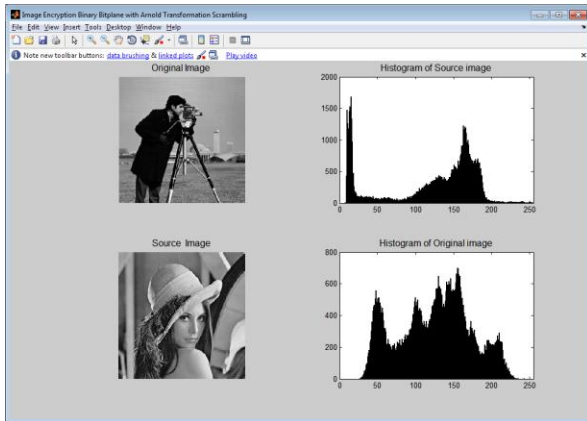 Image Encryption Binary Bitplane with Arnold Transformation Scrambling
File Edit View Insert Tools Desktop Window Help
Note new toolbar buttons: data brushing & linked plots Play video
Original Image
Histogram of Source image
2000
1500
1000
500
0
0 50 100 150 200 250
Source Image
Histogram of Original image
800
600
400
200
0
0 50 100 150 200 250